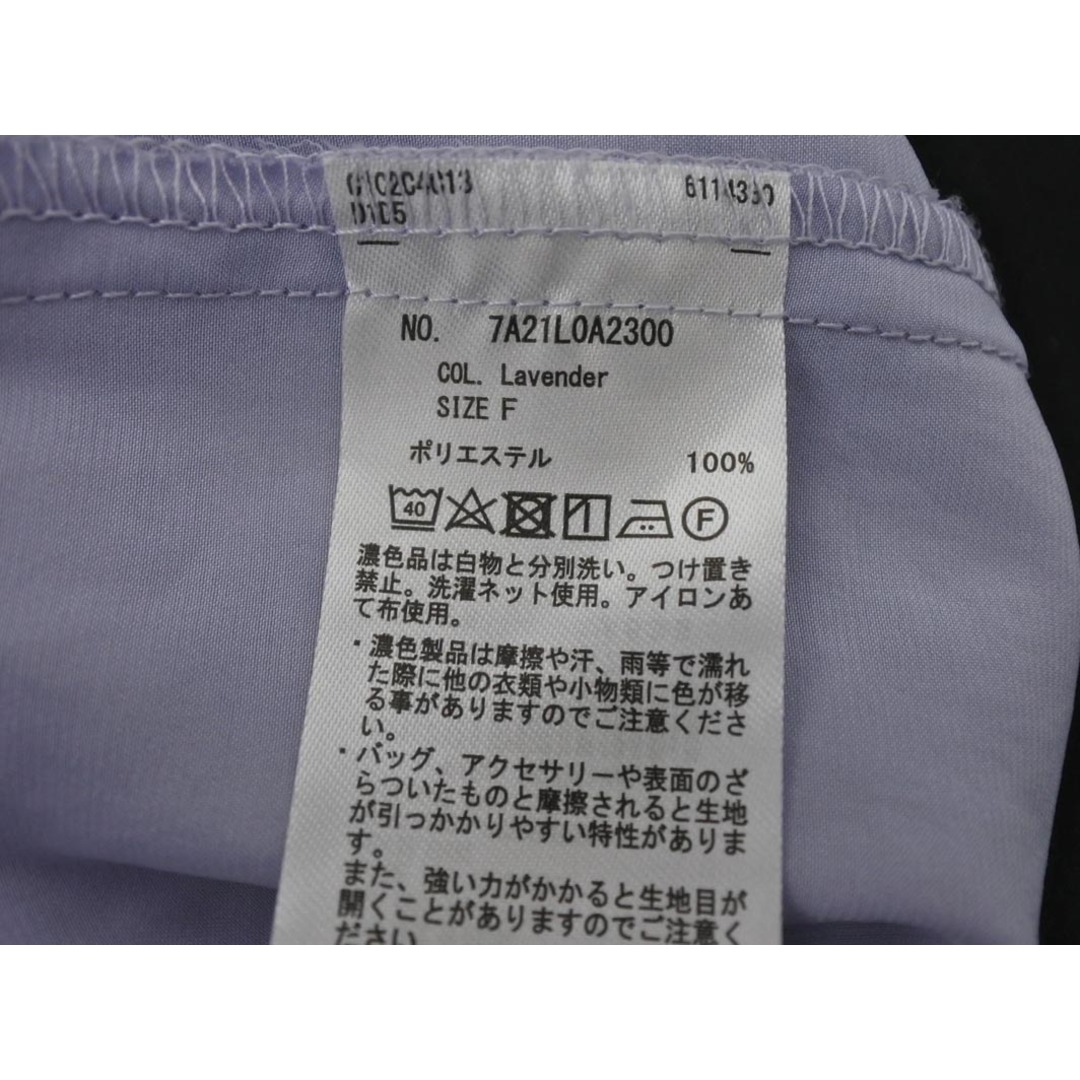 NO. 7A21L0A2300
COL. Lavender
SIZE F
ポリエステル 100%
40
F
濃色品は白物と分別洗い。つけ置き
禁止。洗濯ネット使用。アイロンあ
て布使用。
・濃色製品は摩擦や汗、雨等で濡れ
た際に他の衣類や小物類に色が移
る事がありますのでご注意くださ
い。
・バッグ、アクセサリーや表面のざ
らついたものと摩擦されると生地
が引っかかりやすい特性がありま
す。
また、強い力がかかると生地目が
開くことがありますのでご注意く
ださい